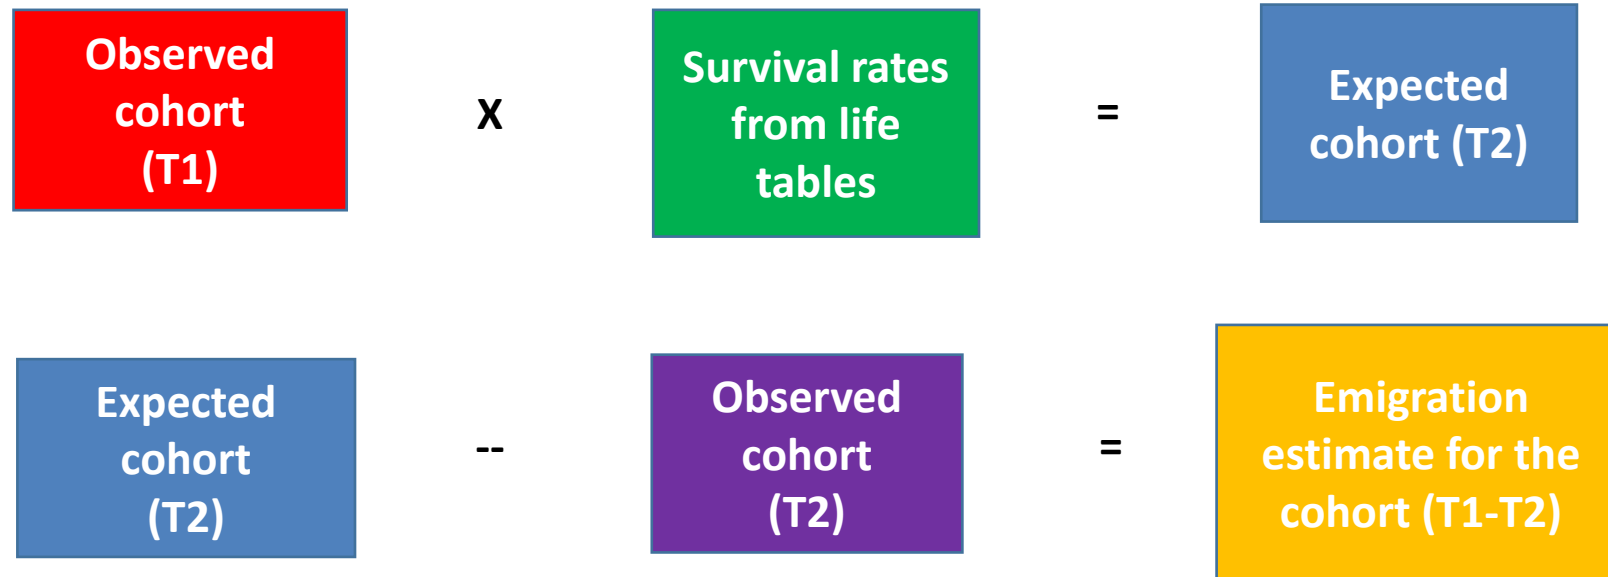 Observed
cohort
(T1)
X
Survival rates
from life
tables
=
Expected
cohort (T2)
Expected
cohort
(T2)
--
Observed
cohort
(T2)
=
Emigration
estimate for the
cohort (T1-T2)